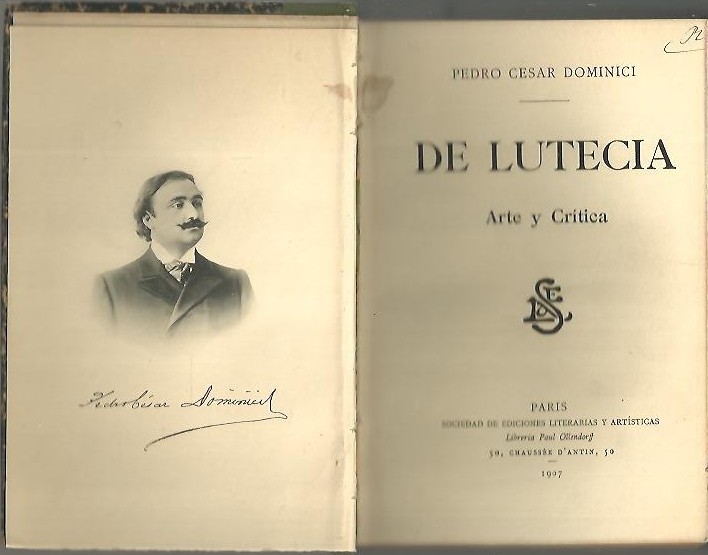 Pedro César Dominici
PEDRO CESAR DOMINICI
DE LUTECIA
Arte y Crítica
PARIS
SOCIEDAD DE EDICIONES LITERARIAS Y ARTÍSTICAS
Librería Paul Ollendorff
50, CHAUSSÉE D'ANTIN, 50
1907